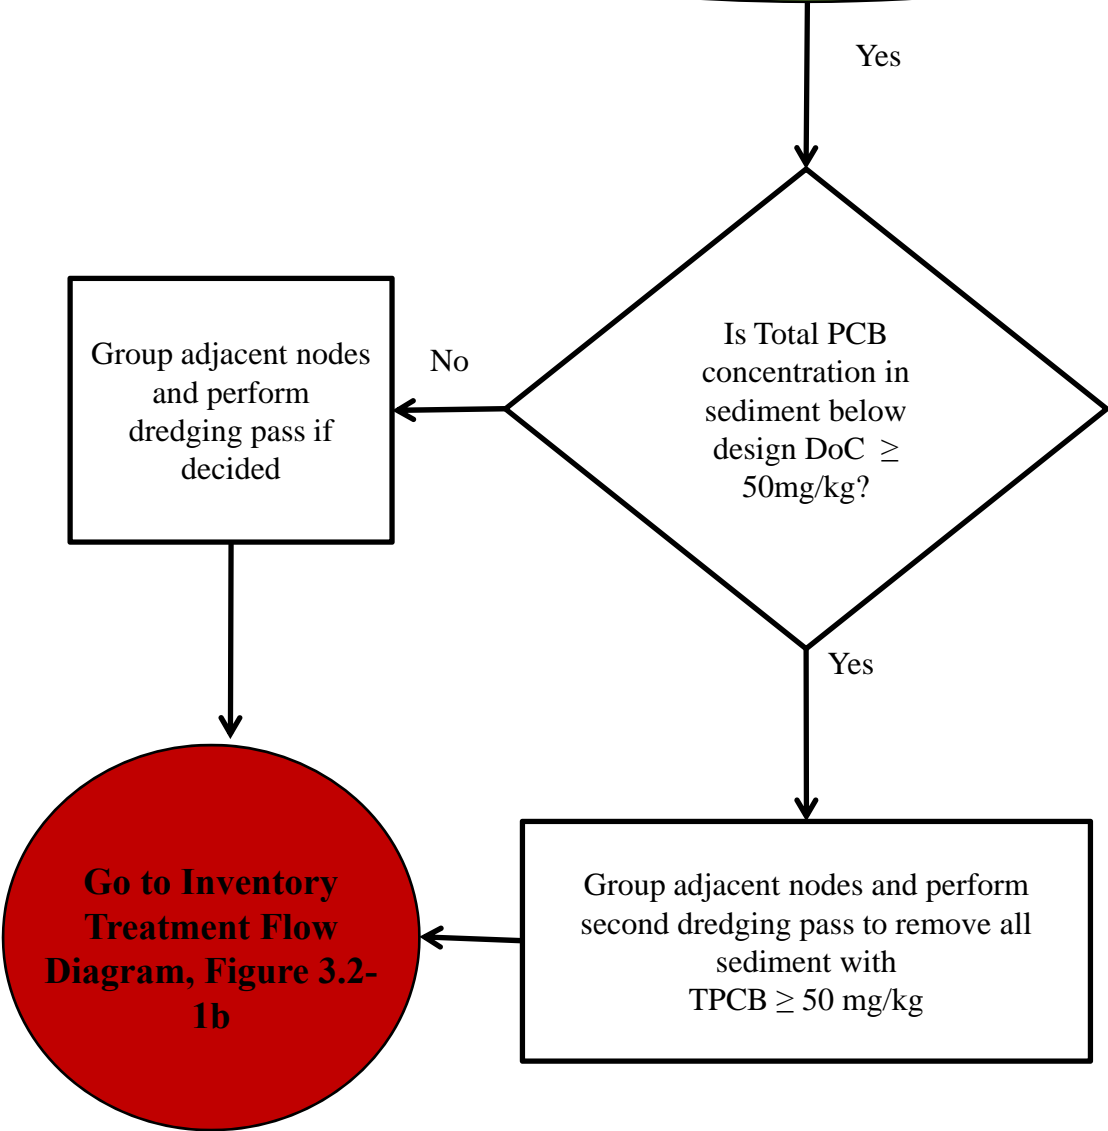 Yes
Is Total PCB
concentration in
sediment below
design DoC ≥
50mg/kg?
No
Group adjacent nodes
and perform
dredging pass if
decided
Yes
Group adjacent nodes and perform
second dredging pass to remove all
sediment with
TPCB ≥ 50 mg/kg
Go to Inventory
Treatment Flow
Diagram, Figure 3.2-
1b